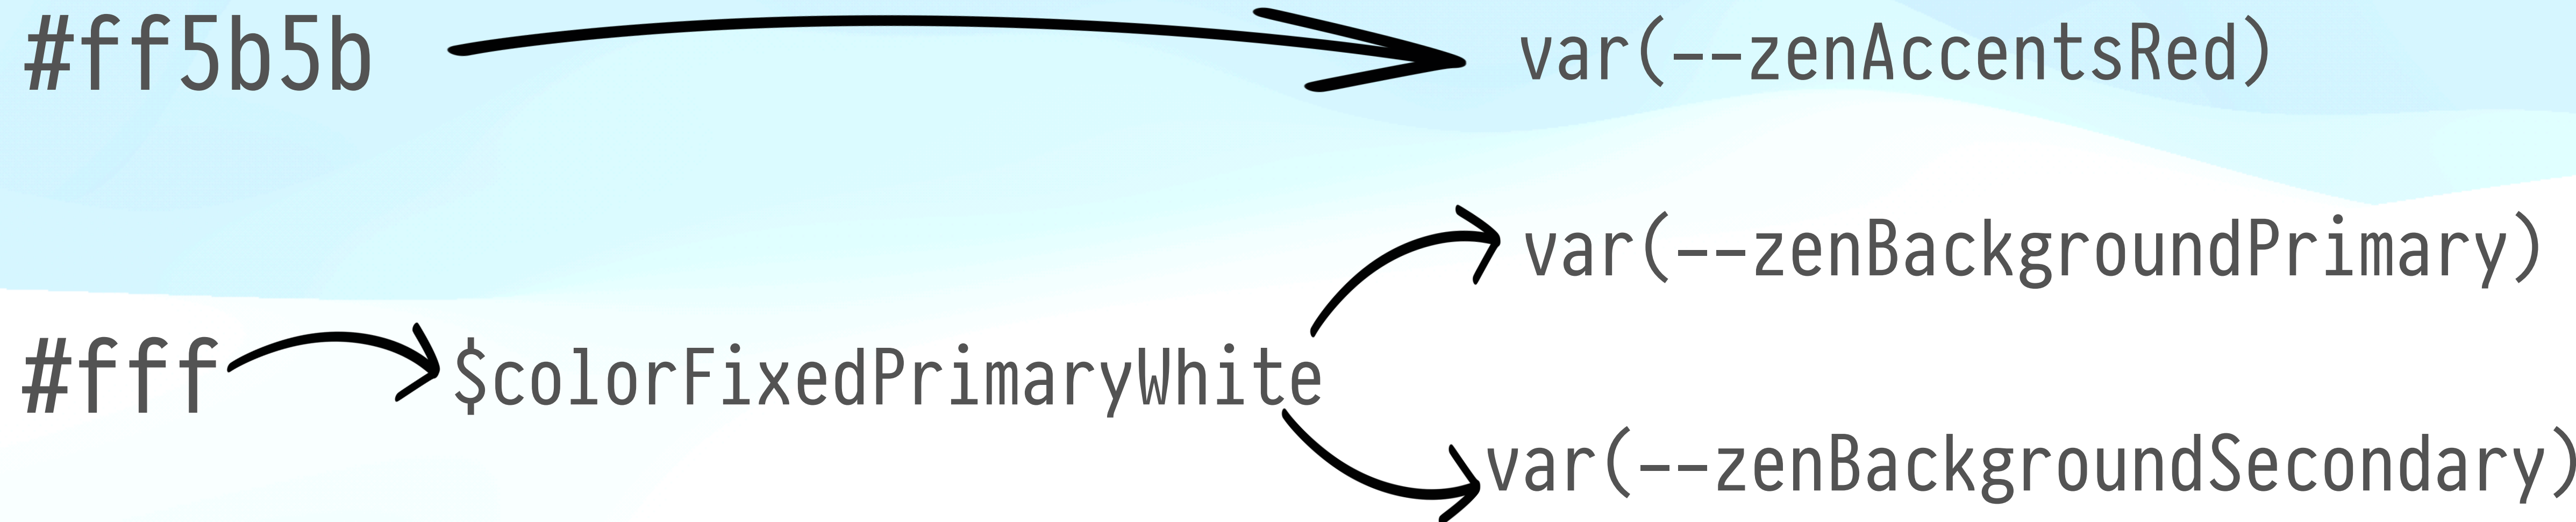 #ff5b5b var(--zenAccentsRed)
var(--zenBackgroundPrimary)
#fff $colorFixedPrimaryWhite
var(--zenBackgroundSecondary)